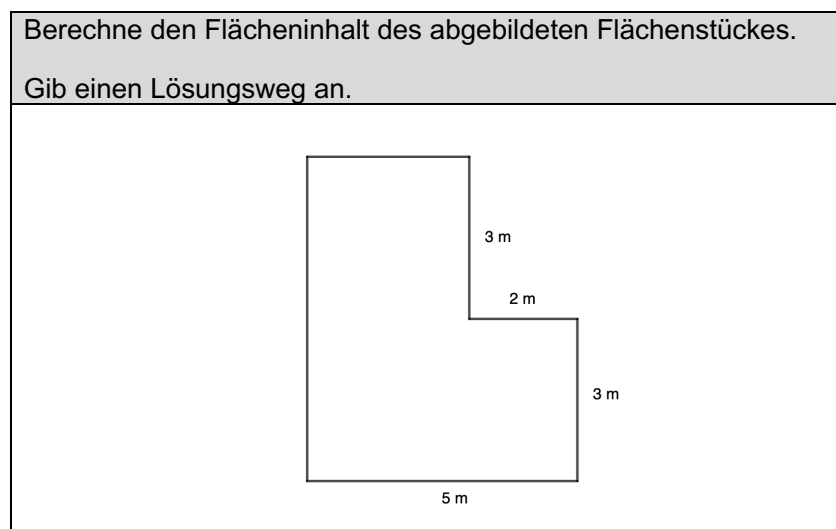 Berechne den Flächeninhalt des abgebildeten Flächenstückes.
Gib einen Lösungsweg an.
3 m
2 m
3 m
5 m